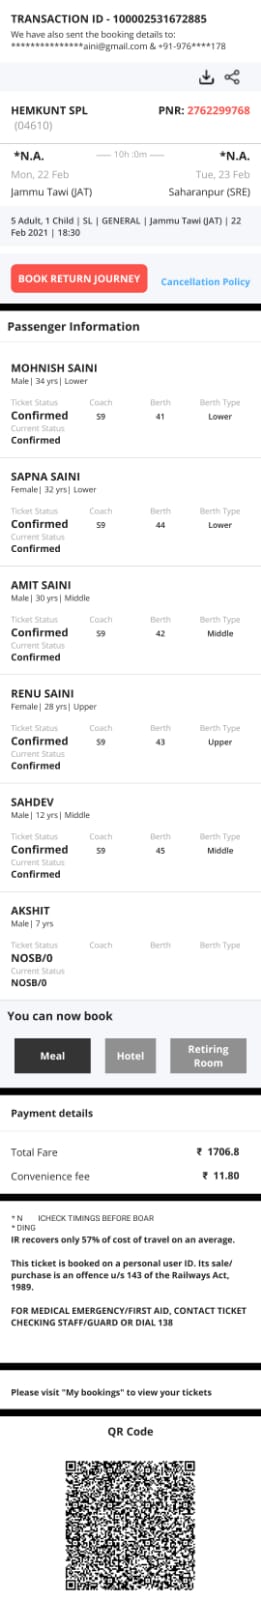 TRANSACTION ID - 100002531672885
We have also sent the booking details to:
***************aini@gmail.com & +91-976****178
HEMKUNT SPL
PNR: 2762299768
(04610)
*N.A. 10h :0m *N.A.
Mon, 22 Feb Tue, 23 Feb
Jammu Tawi (JAT) Saharanpur (SRE)
5 Adult, 1 Child | SL | GENERAL | Jammu Tawi (JAT) | 22
Feb 2021 | 18:30
BOOK RETURN JOURNEY Cancellation Policy
Passenger Information
MOHNISH SAINI
Male| 34 yrs| Lower
Ticket Status Coach Berth Berth Type
Confirmed S9 41 Lower
Current Status
Confirmed
SAPNA SAINI
Female| 32 yrs| Lower
Ticket Status Coach Berth Berth Type
Confirmed S9 44 Lower
Current Status
Confirmed
AMIT SAINI
Male| 30 yrs| Middle
Ticket Status Coach Berth Berth Type
Confirmed S9 42 Middle
Current Status
Confirmed
RENU SAINI
Female| 28 yrs| Upper
Ticket Status Coach Berth Berth Type
Confirmed S9 43 Upper
Current Status
Confirmed
SAHDEV
Male| 12 yrs| Middle
Ticket Status Coach Berth Berth Type
Confirmed S9 45 Middle
Current Status
Confirmed
AKSHIT
Male| 7 yrs
Ticket Status Coach Berth Berth Type
NOSB/0
Current Status
NOSB/0
You can now book
Meal Hotel Retiring Room
Payment details
Total Fare ₹ 1706.8
Convenience fee ₹ 11.80
* N ICHECK TIMINGS BEFORE BOAR
* DING
IR recovers only 57% of cost of travel on an average.
This ticket is booked on a personal user ID. Its sale/
purchase is an offence u/s 143 of the Railways Act,
1989.
FOR MEDICAL EMERGENCY/FIRST AID, CONTACT TICKET
CHECKING STAFF/GUARD OR DIAL 138
Please visit "My bookings" to view your tickets
QR Code